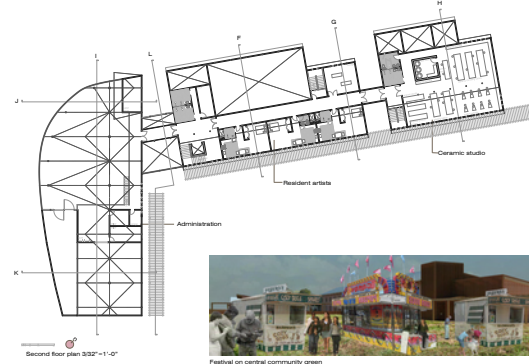 H
G
F
L
I
J
Ceramic studio
Resident artists
Administration
K
Second floor plan 3/32"=1'-0"
Festival on central community green